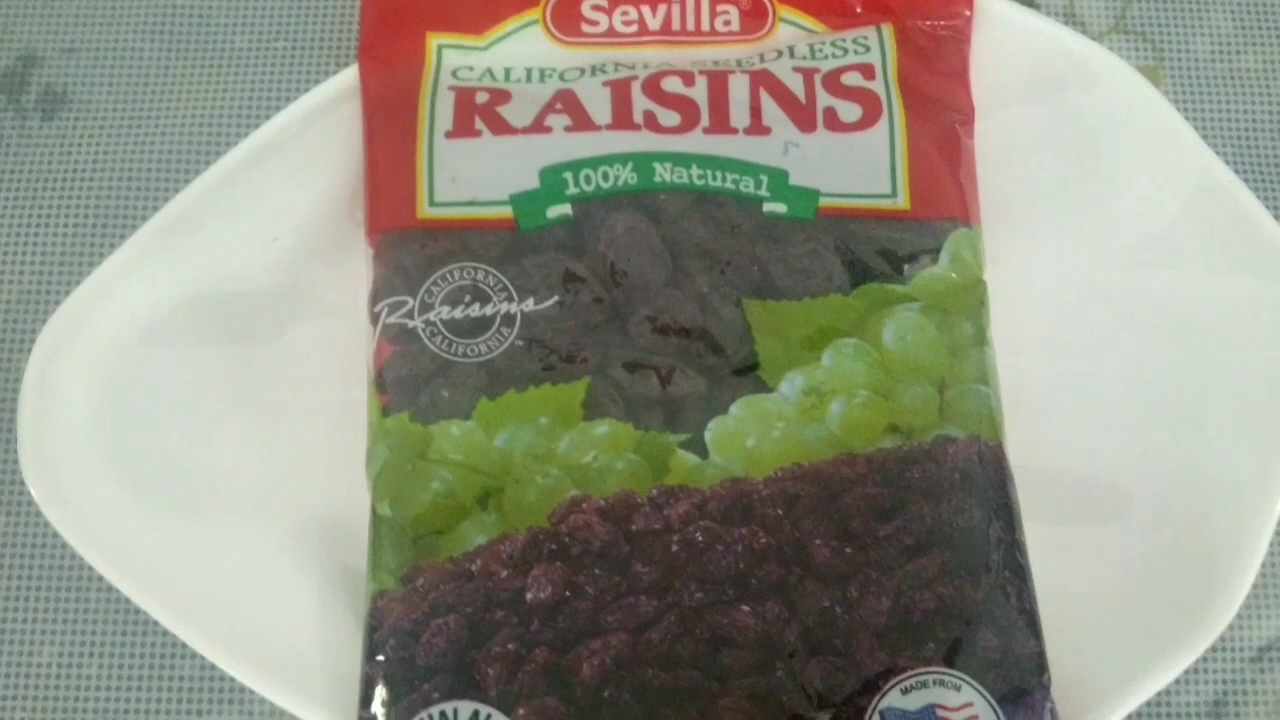 Sevilla®
CALIFORNIA SEEDLESS
RAISINS
100% Natural
CALIFORNIA
Raisins
CALIFORNIA
MADE FROM